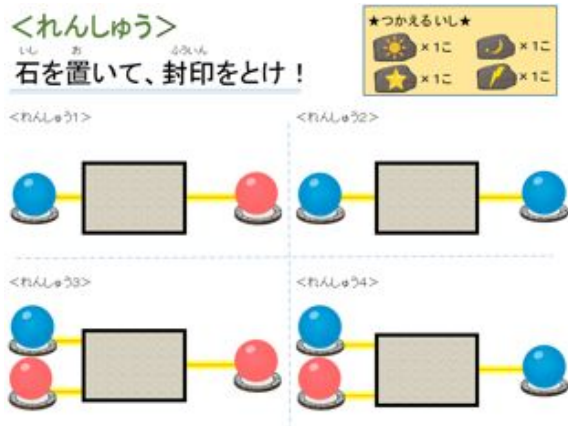 <れんしゅう>
いし お ふういん
石を置いて、封印をとけ！
★つかえるいし★
×1こ ×1こ
×1こ ×1こ
<れんしゅう1>
<れんしゅう2>
<れんしゅう3>
<れんしゅう4>